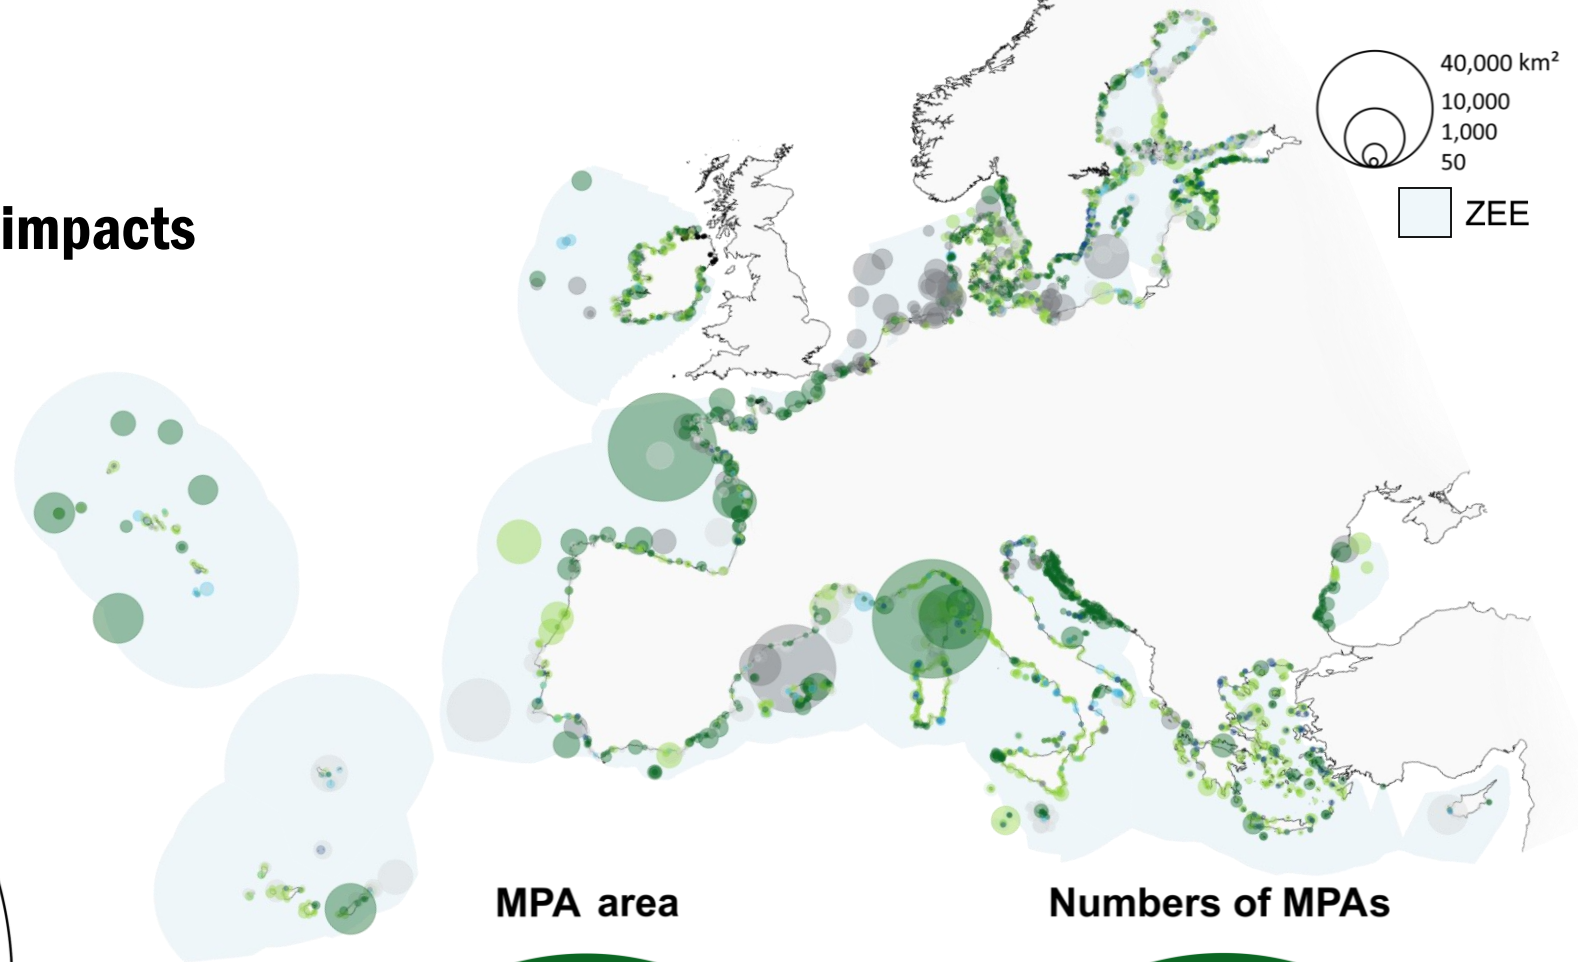 40,000 km²
10,000
1,000
50
impacts
ZEE
MPA area
Numbers of MPAs